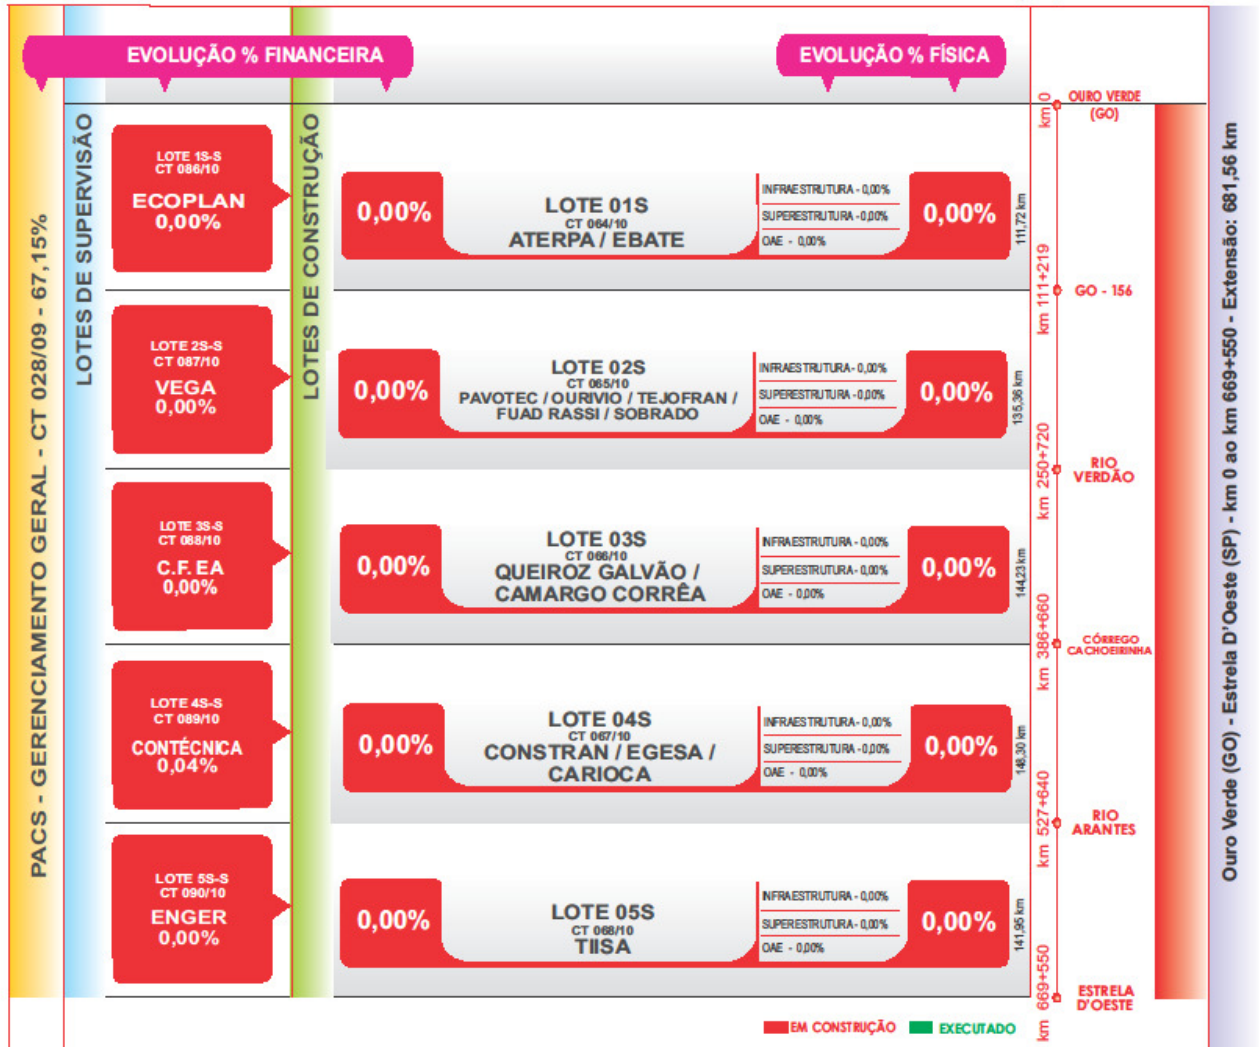 EVOLUÇÃO % FINANCEIRA
EVOLUÇÃO % FÍSICA
PACS - GERENCIAMENTO GERAL - CT 028/09 - 67,15%
LOTES DE SUPERVISÃO
LOTES DE CONSTRUÇÃO
km 0
OURO VERDE
(GO)
LOTE 1S-S
CT 086/10
ECOPLAN
0,00%
0,00%
LOTE 01S
CT 064/10
ATERPA / EBATE
INFRAESTRUTURA - 0,00%
SUPERESTRUTURA - 0,00%
OAE - 0,00%
0,00%
111,72 km
km 111+219
GO - 156
LOTE 2S-S
CT 087/10
VEGA
0,00%
0,00%
LOTE 02S
CT 065/10
PAVOTEC / OURIVIO / TEJOFRAN /
FUAD RASSI / SOBRADO
INFRAESTRUTURA - 0,00%
SUPERESTRUTURA - 0,00%
OAE - 0,00%
0,00%
135,36 km
km 250+720
RIO
VERDÃO
LOTE 3S-S
CT 088/10
C.F. EA
0,00%
0,00%
LOTE 03S
CT 066/10
QUEIROZ GALVÃO /
CAMARGO CORRÊA
INFRAESTRUTURA - 0,00%
SUPERESTRUTURA - 0,00%
OAE - 0,00%
0,00%
144,23 km
km 386+660
CÓRREGO
CACHOEIRINHA
LOTE 4S-S
CT 089/10
CONTÉCNICA
0,04%
0,00%
LOTE 04S
CT 067/10
CONSTRAN / EGESA /
CARIOCA
INFRAESTRUTURA - 0,00%
SUPERESTRUTURA - 0,00%
OAE - 0,00%
0,00%
148,30 km
km 527+640
RIO
ARANTES
LOTE 5S-S
CT 090/10
ENGER
0,00%
0,00%
LOTE 05S
CT 068/10
TIISA
INFRAESTRUTURA - 0,00%
SUPERESTRUTURA - 0,00%
OAE - 0,00%
0,00%
141,95 km
km 669+550
ESTRELA
D'OESTE
Ouro Verde (GO) - Estrela D'Oeste (SP) - km 0 ao km 669+550 - Extensão: 681,56 km
EM CONSTRUÇÃO
EXECUTADO